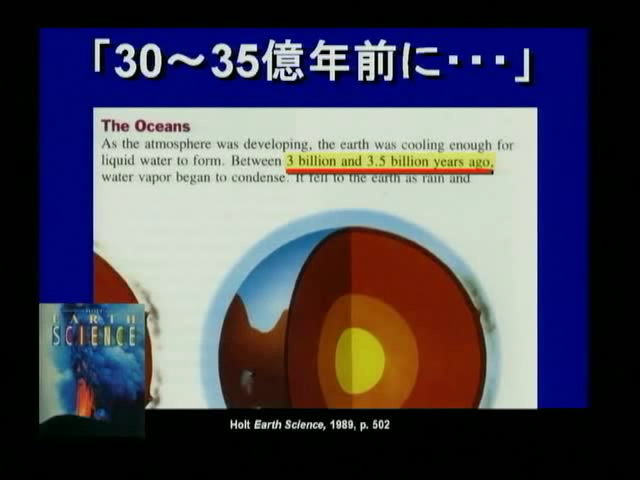 「30～35億年前に・・・」
The Oceans
As the atmosphere was developing, the earth was cooling enough for
liquid water to form. Between 3 billion and 3.5 billion years ago,
water vapor began to condense. It fell to the earth as rain and
EARTH
SCIENCE
Holt Earth Science, 1989, p. 502